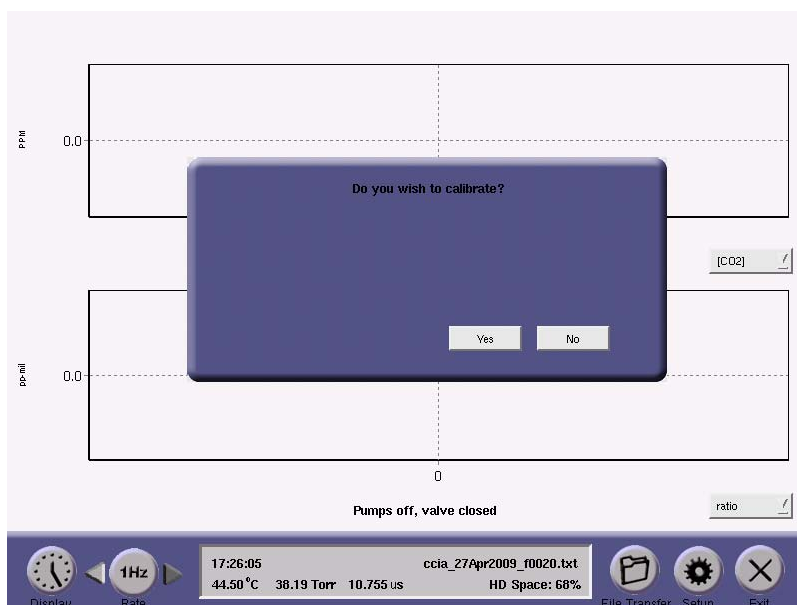 PPM
0.0
Do you wish to calibrate?
[CO2]
Yes
No
pp-mil
0.0
0
ratio
Pumps off, valve closed
1Hz
17:26:05
ccia_27Apr2009_f0020.txt
44.50°C 38.19 Torr 10.755 us
HD Space: 68%
Display
Rate
File Transfer
Setup
Exit